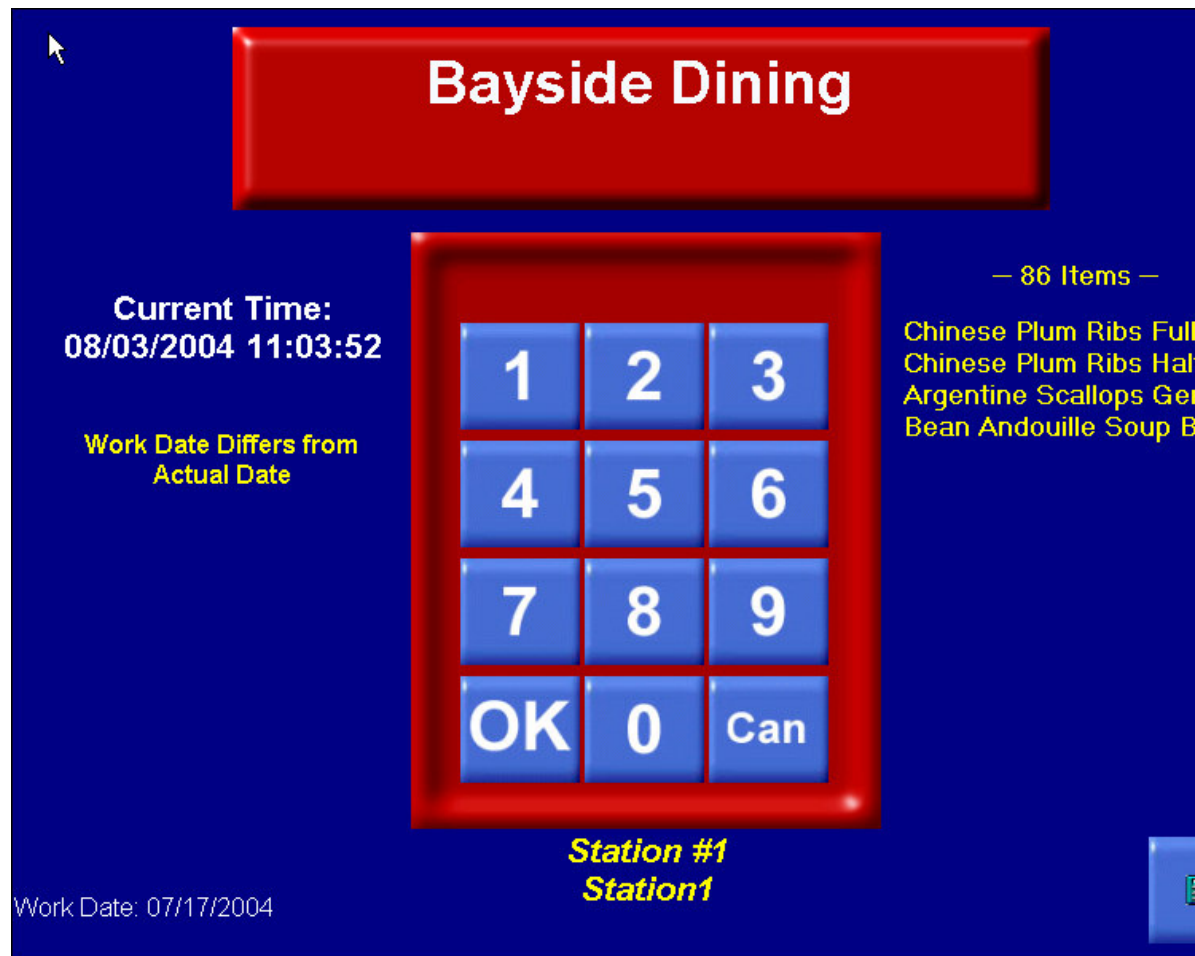 Bayside Dining
Current Time:
08/03/2004 11:03:52
Work Date Differs from
Actual Date
1 2 3
4 5 6
7 8 9
OK 0 Can
— 86 Items —
Chinese Plum Ribs Full
Chinese Plum Ribs
Argentine Scallops
Bean Andouille Soup
Station #1
Station1
Work Date: 07/17/2004